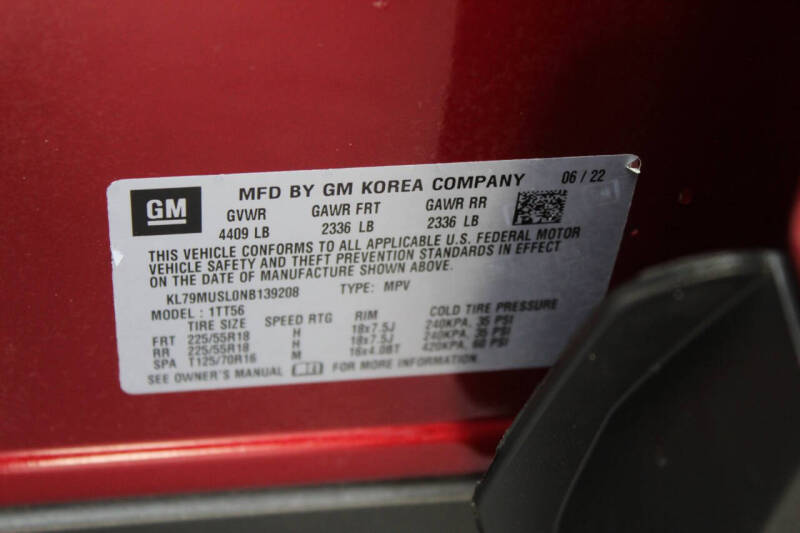 GM MFD BY GM KOREA COMPANY 06 / 22
GVWR GAWR FRT GAWR RR
4409 LB 2336 LB 2336 LB
THIS VEHICLE CONFORMS TO ALL APPLICABLE U.S. FEDERAL MOTOR
VEHICLE SAFETY AND THEFT PREVENTION STANDARDS IN EFFECT
ON THE DATE OF MANUFACTURE SHOWN ABOVE.
KL79MUSL0NB139208 TYPE: MPV
MODEL : 1TT56
TIRE SIZE SPEED RTG RIM COLD TIRE PRESSURE
FRT 225/55R18 H 18x7.5J 240KPA, 35 PSI
RR 225/55R18 H 18x7.5J 240KPA, 35 PSI
SPA T125/70R16 M 16x4.0BT 420KPA, 60 PSI
SEE OWNER'S MANUAL FOR MORE INFORMATION.